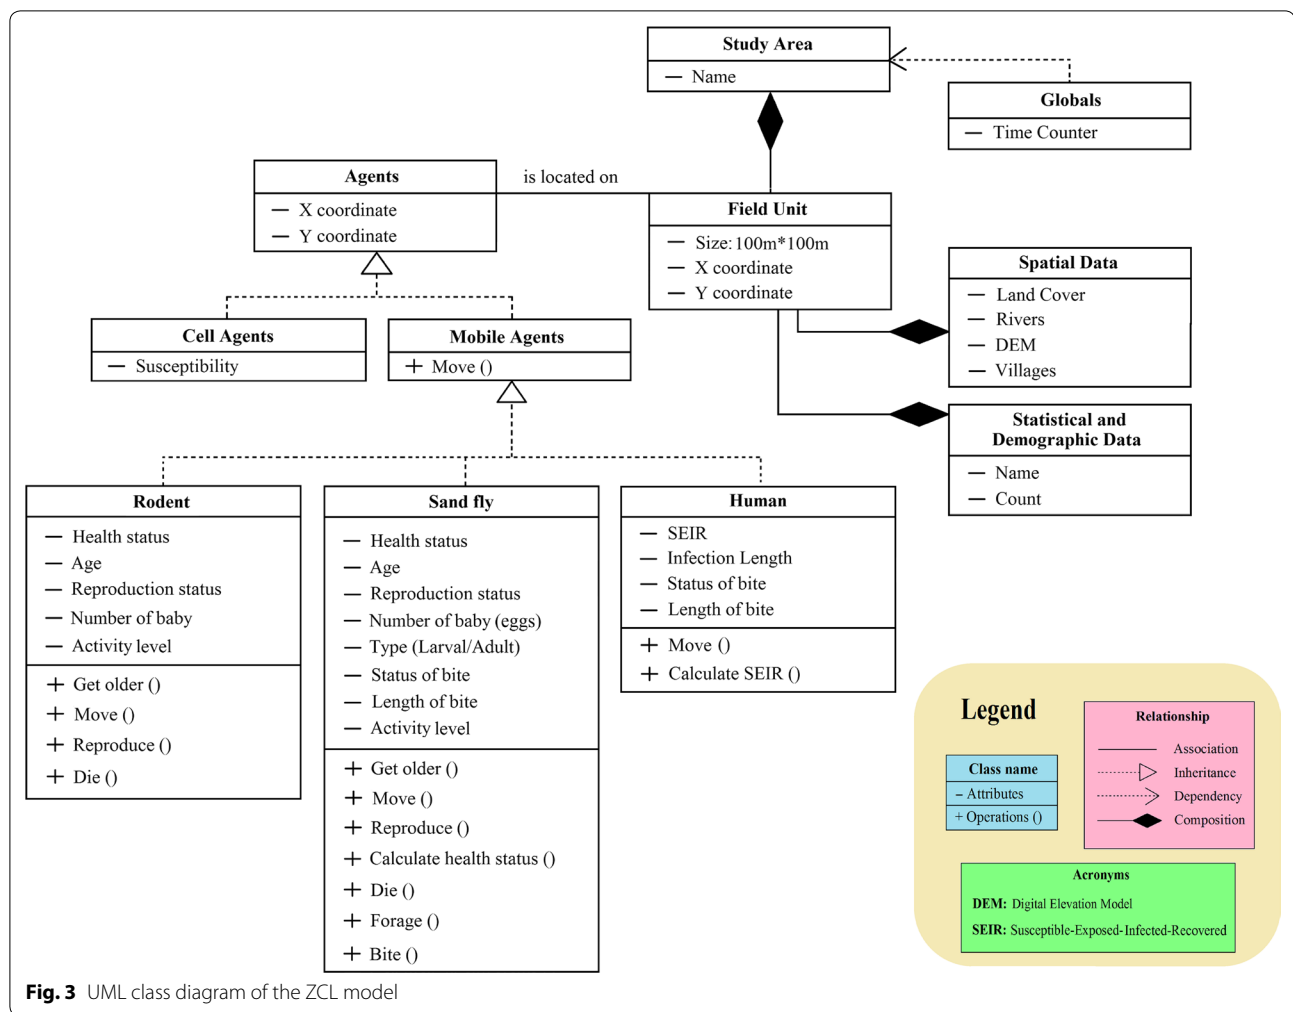 Study Area
— Name
Globals
— Time Counter
Agents
— X coordinate
— Y coordinate
is located on
Field Unit
— Size: 100m*100m
— X coordinate
— Y coordinate
Spatial Data
— Land Cover
— Rivers
— DEM
— Villages
Cell Agents
— Susceptibility
Mobile Agents
+ Move ()
Statistical and
Demographic Data
— Name
— Count
Rodent
— Health status
— Age
— Reproduction status
— Number of baby
— Activity level
+ Get older ()
+ Move ()
+ Reproduce ()
+ Die ()
Sand fly
— Health status
— Age
— Reproduction status
— Number of baby (eggs)
— Type (Larval/Adult)
— Status of bite
— Length of bite
— Activity level
+ Get older ()
+ Move ()
+ Reproduce ()
+ Calculate health status ()
+ Die ()
+ Forage ()
+ Bite ()
Human
— SEIR
— Infection Length
— Status of bite
— Length of bite
+ Move ()
+ Calculate SEIR ()
Legend
Class name
– Attributes
+ Operations ()
Relationship
Association
Inheritance
Dependency
Composition
Acronyms
DEM: Digital Elevation Model
SEIR: Susceptible-Exposed-Infected-Recovered
Fig. 3 UML class diagram of the ZCL model